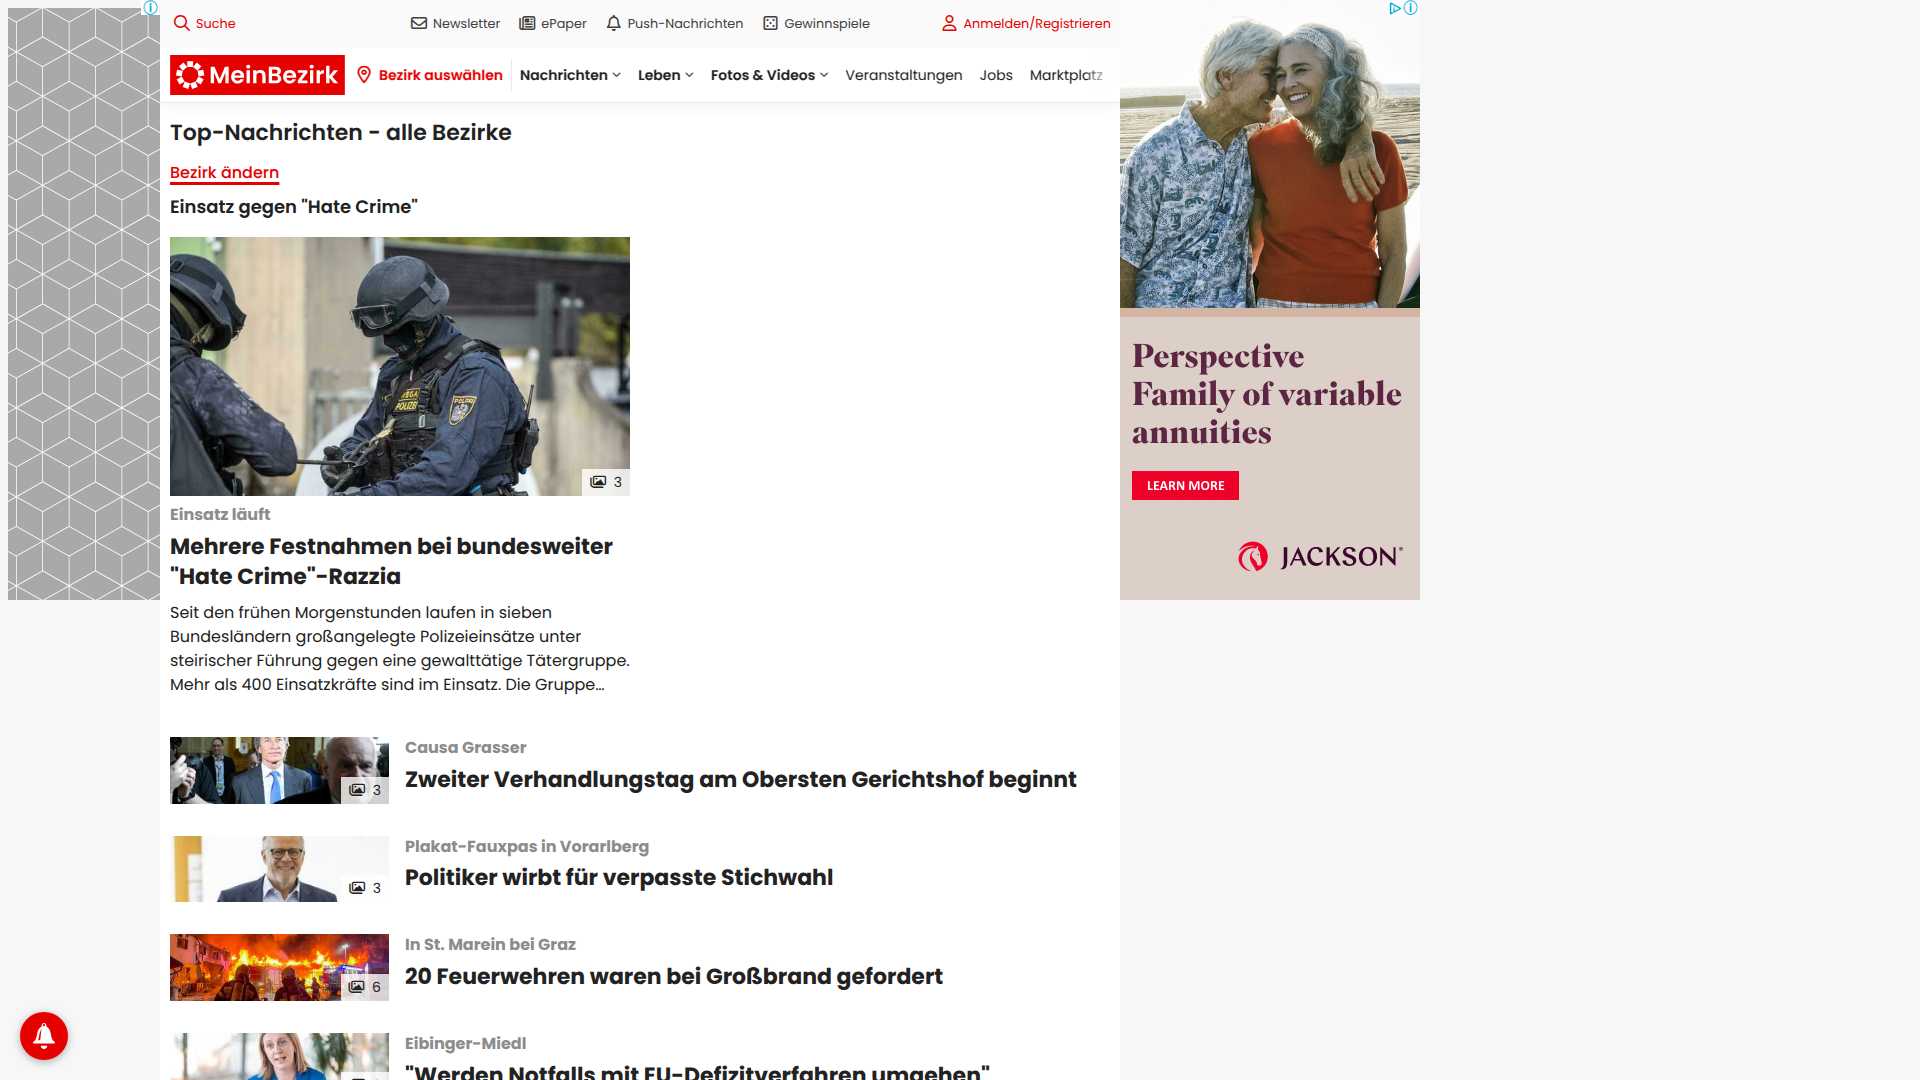 Suche
Newsletter
ePaper
Push-Nachrichten
Gewinnspiele
Anmelden/Registrieren
MeinBezirk
Bezirk auswählen
Nachrichten
Leben
Fotos & Videos
Veranstaltungen
Jobs
Marktplatz
Top-Nachrichten - alle Bezirke
Bezirk ändern
Einsatz gegen "Hate Crime"
3
Einsatz läuft
Mehrere Festnahmen bei bundesweiter
"Hate Crime"-Razzia
Seit den frühen Morgenstunden laufen in sieben
Bundesländern großangelegte Polizeieinsätze unter
steirischer Führung gegen eine gewalttätige Tätergruppe.
Mehr als 400 Einsatzkräfte sind im Einsatz. Die Gruppe...
3
Causa Grasser
Zweiter Verhandlungstag am Obersten Gerichtshof beginnt
3
Plakat-Fauxpas in Vorarlberg
Politiker wirbt für verpasste Stichwahl
6
In St. Marein bei Graz
20 Feuerwehren waren bei Großbrand gefordert
Eibinger-Miedl
"Werden Notfalls mit EU-Defizitverfahren umgehen"
Perspective
Family of variable
annuities
LEARN MORE
JACKSON®